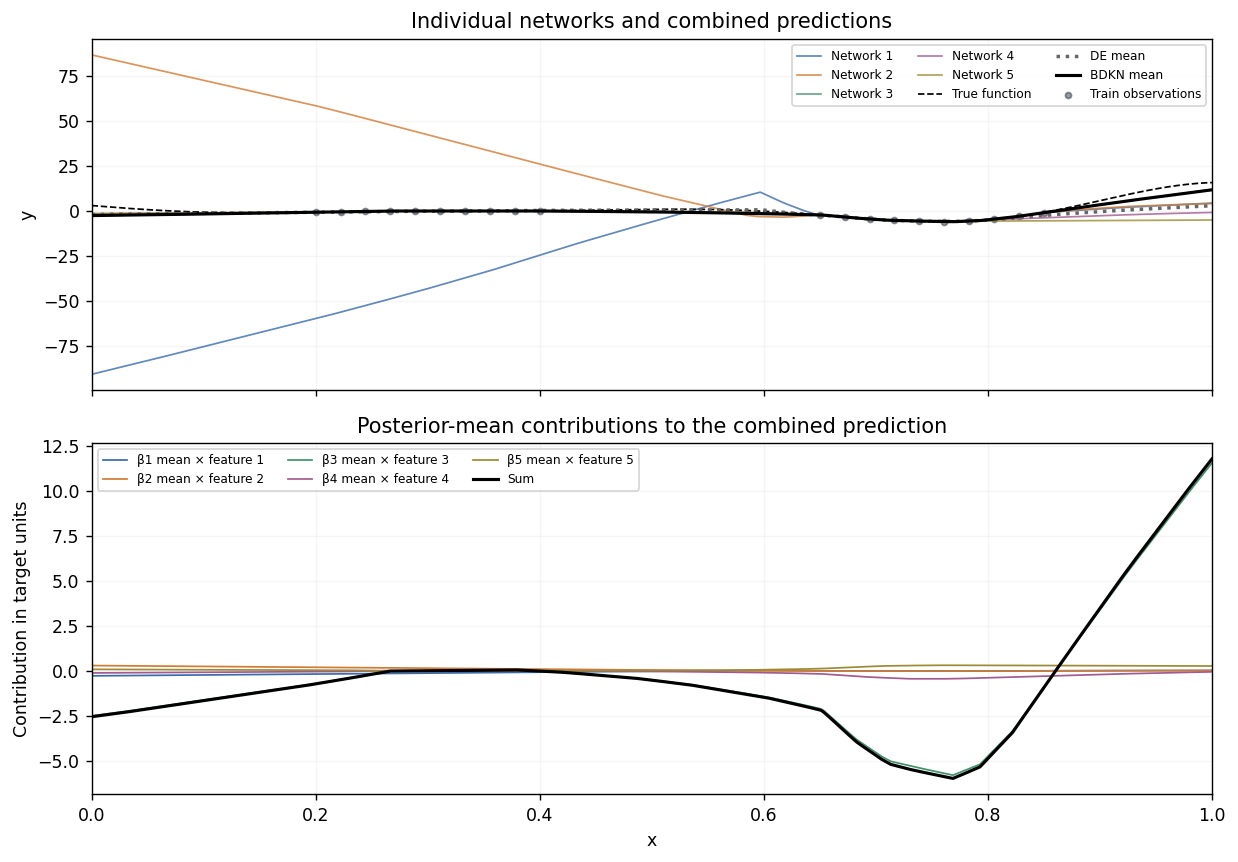 Individual networks and combined predictions
Network 1
Network 2
Network 3
Network 4
Network 5
True function
DE mean
BDKN mean
Train observations
75
50
25
0
−25
−50
−75
y
Posterior-mean contributions to the combined prediction
β1 mean × feature 1
β2 mean × feature 2
β3 mean × feature 3
β4 mean × feature 4
β5 mean × feature 5
Sum
12.5
10.0
7.5
5.0
2.5
0.0
−2.5
−5.0
Contribution in target units
0.0 0.2 0.4 0.6 0.8 1.0
x